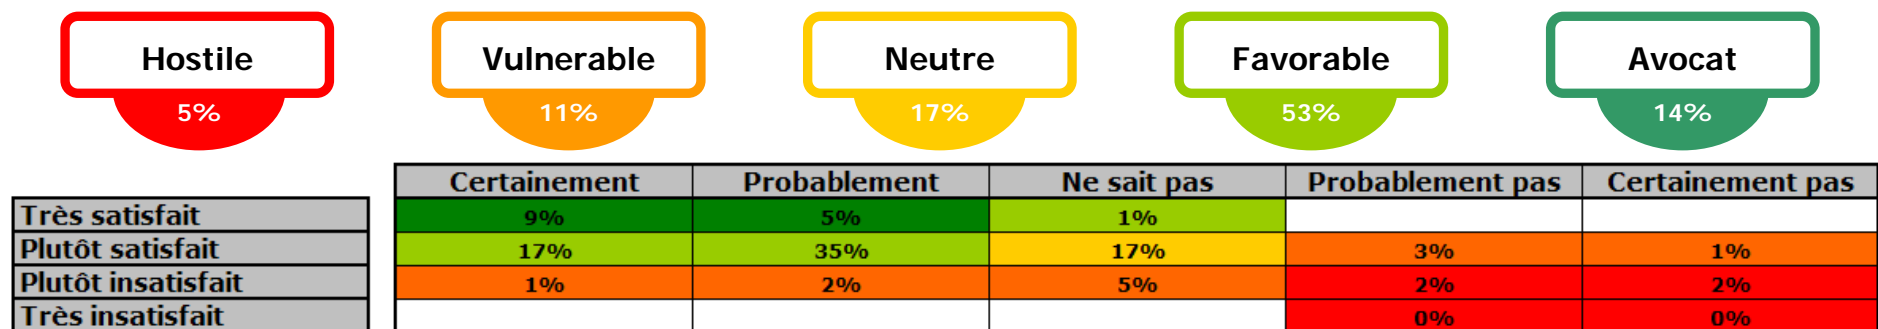 Hostile Vulnerable Neutre Favorable Avocat
5% 11% 17% 53% 14%
Certainement Probablement Ne sait pas Probablement pas Certainement pas
Très satisfait 9% 5% 1%
Plutôt satisfait 17% 35% 17% 3% 1%
Plutôt insatisfait 1% 2% 5% 2% 2%
Très insatisfait 0% 0%